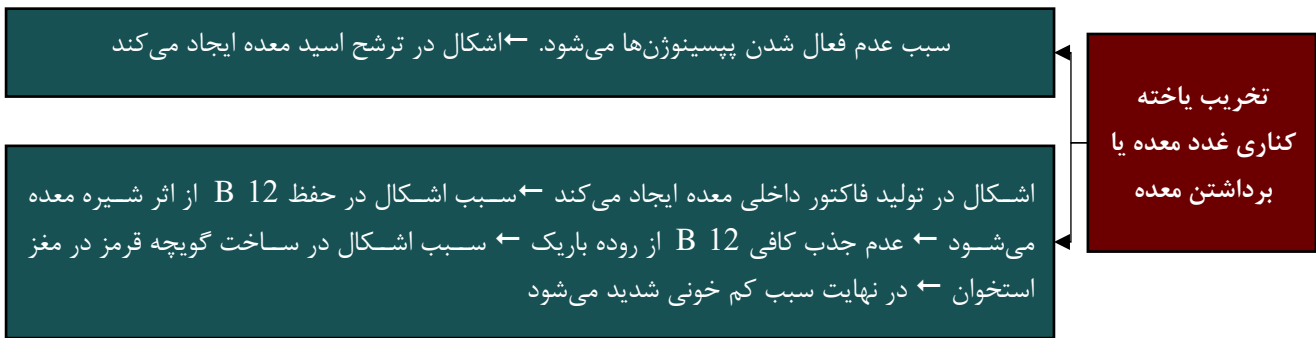 تخریب یاخته
کناری غدد معده یا
برداشتن معده
سبب عدم فعال شدن پپسینوژن‌ها می‌شود. ←اشکال در ترشح اسید معده ایجاد می‌کند
اشکال در تولید فاکتور داخلی معده ایجاد می‌کند ←سبب اشکال در حفظ B 12 از اثر شیره معده
می‌شود ← عدم جذب کافی B 12 از روده باریک ← سبب اشکال در ساخت گویچه قرمز در مغز
استخوان ← در نهایت سبب کم خونی شدید می‌شود